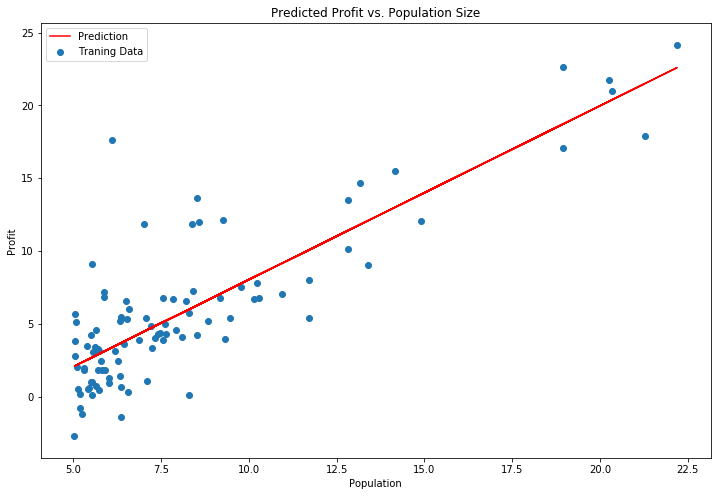 Predicted Profit vs. Population Size
Prediction
Traning Data
Profit
25
20
15
10
5
0
5.0 7.5 10.0 12.5 15.0 17.5 20.0 22.5
Population